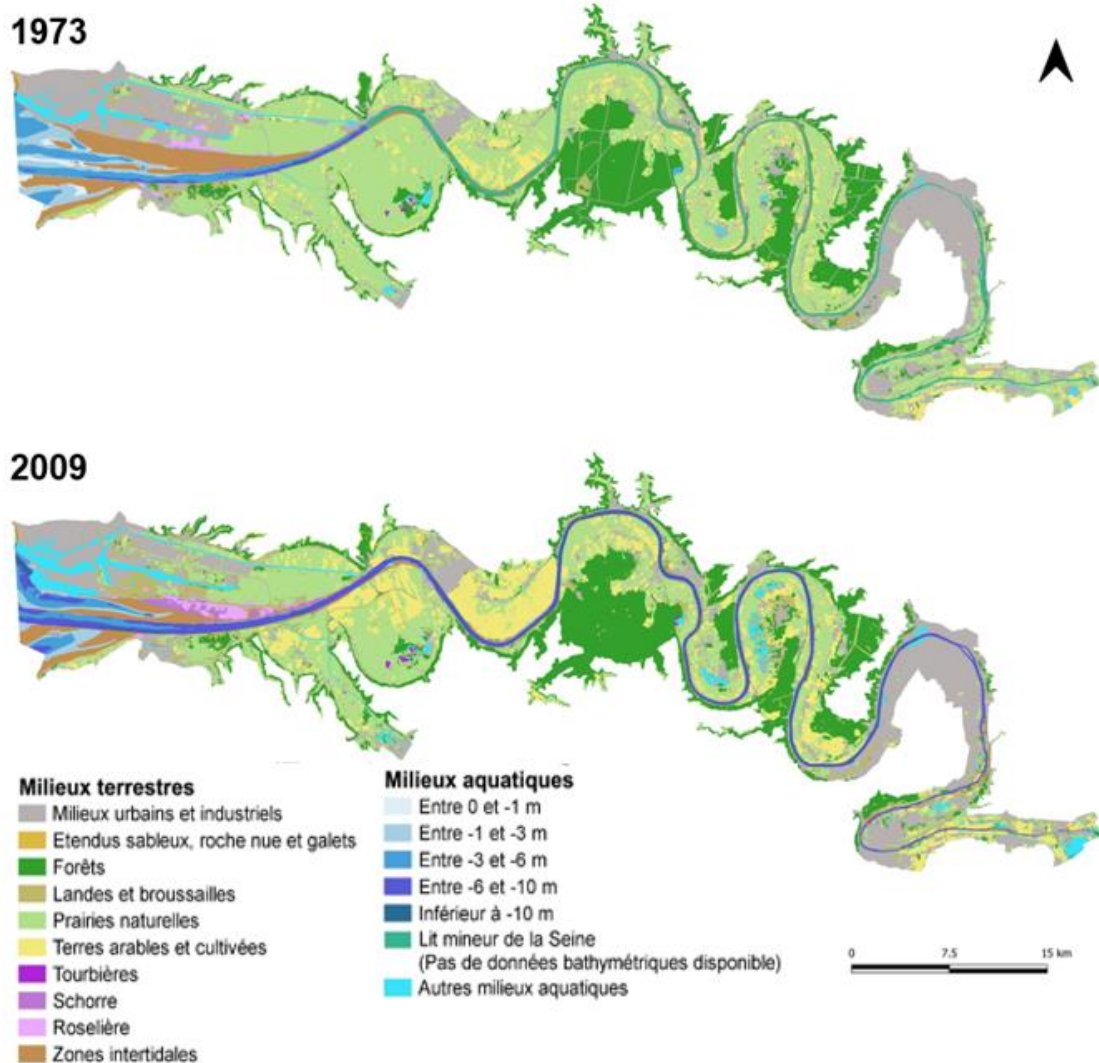 1973
2009
Milieux terrestres
Milieux urbains et industriels
Etendus sableux, roche nue et galets
Forêts
Landes et broussailles
Prairies naturelles
Terres arables et cultivées
Tourbières
Schorre
Roselière
Zones intertidales
Milieux aquatiques
Entre 0 et -1 m
Entre -1 et -3 m
Entre -3 et -6 m
Entre -6 et -10 m
Inférieur à -10 m
Lit mineur de la Seine
(Pas de données bathymétriques disponible)
Autres milieux aquatiques
0 7,5 15 km